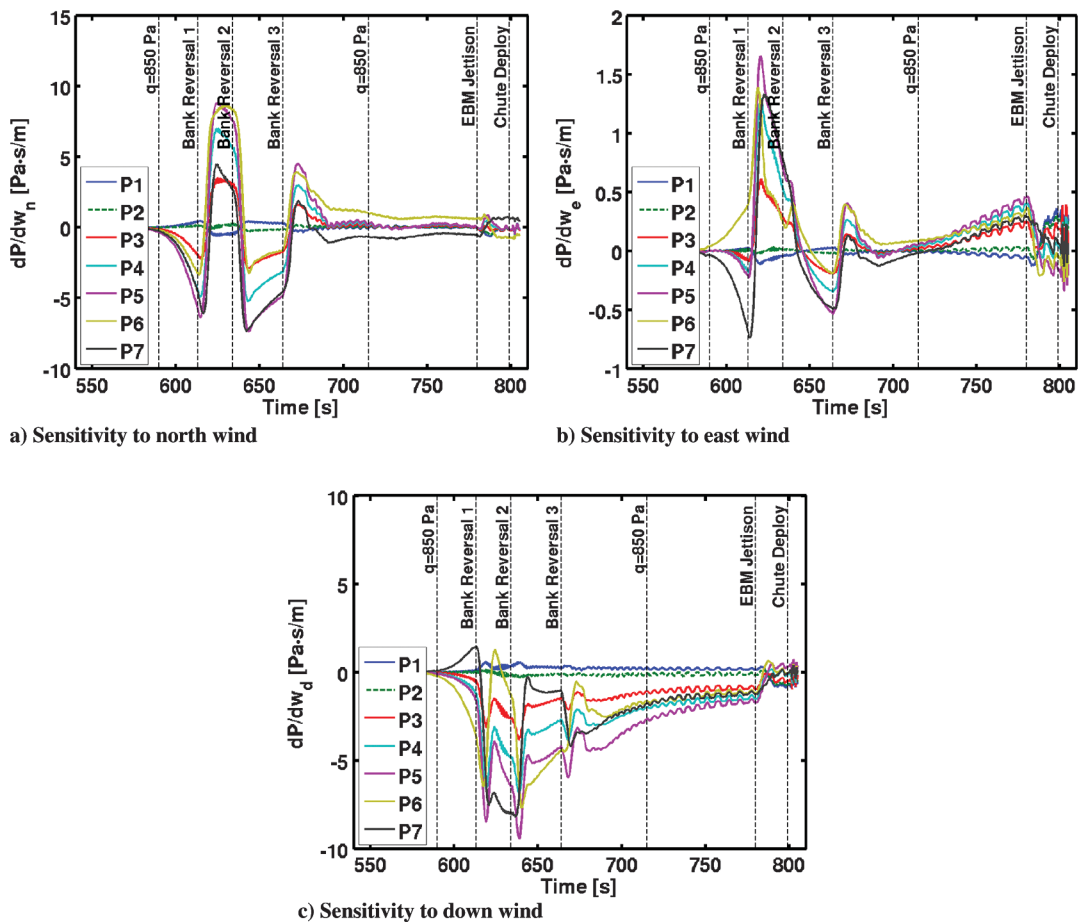 15
10
5
0
-5
-10
dP/dwn [Pa·s/m]
q=850 Pa
Bank Reversal 1
Bank Reversal 2
Bank Reversal 3
q=850 Pa
EBM Jettison
Chute Deploy
P1
P2
P3
P4
P5
P6
P7
550 600 650 700 750 800
Time [s]
a) Sensitivity to north wind
2
1.5
1
0.5
0
-0.5
-1
dP/dwe [Pa·s/m]
q=850 Pa
Bank Reversal 1
Bank Reversal 2
Bank Reversal 3
q=850 Pa
EBM Jettison
Chute Deploy
P1
P2
P3
P4
P5
P6
P7
550 600 650 700 750 800
Time [s]
b) Sensitivity to east wind
10
5
0
-5
-10
dP/dwd [Pa·s/m]
q=850 Pa
Bank Reversal 1
Bank Reversal 2
Bank Reversal 3
q=850 Pa
EBM Jettison
Chute Deploy
P1
P2
P3
P4
P5
P6
P7
550 600 650 700 750 800
Time [s]
c) Sensitivity to down wind